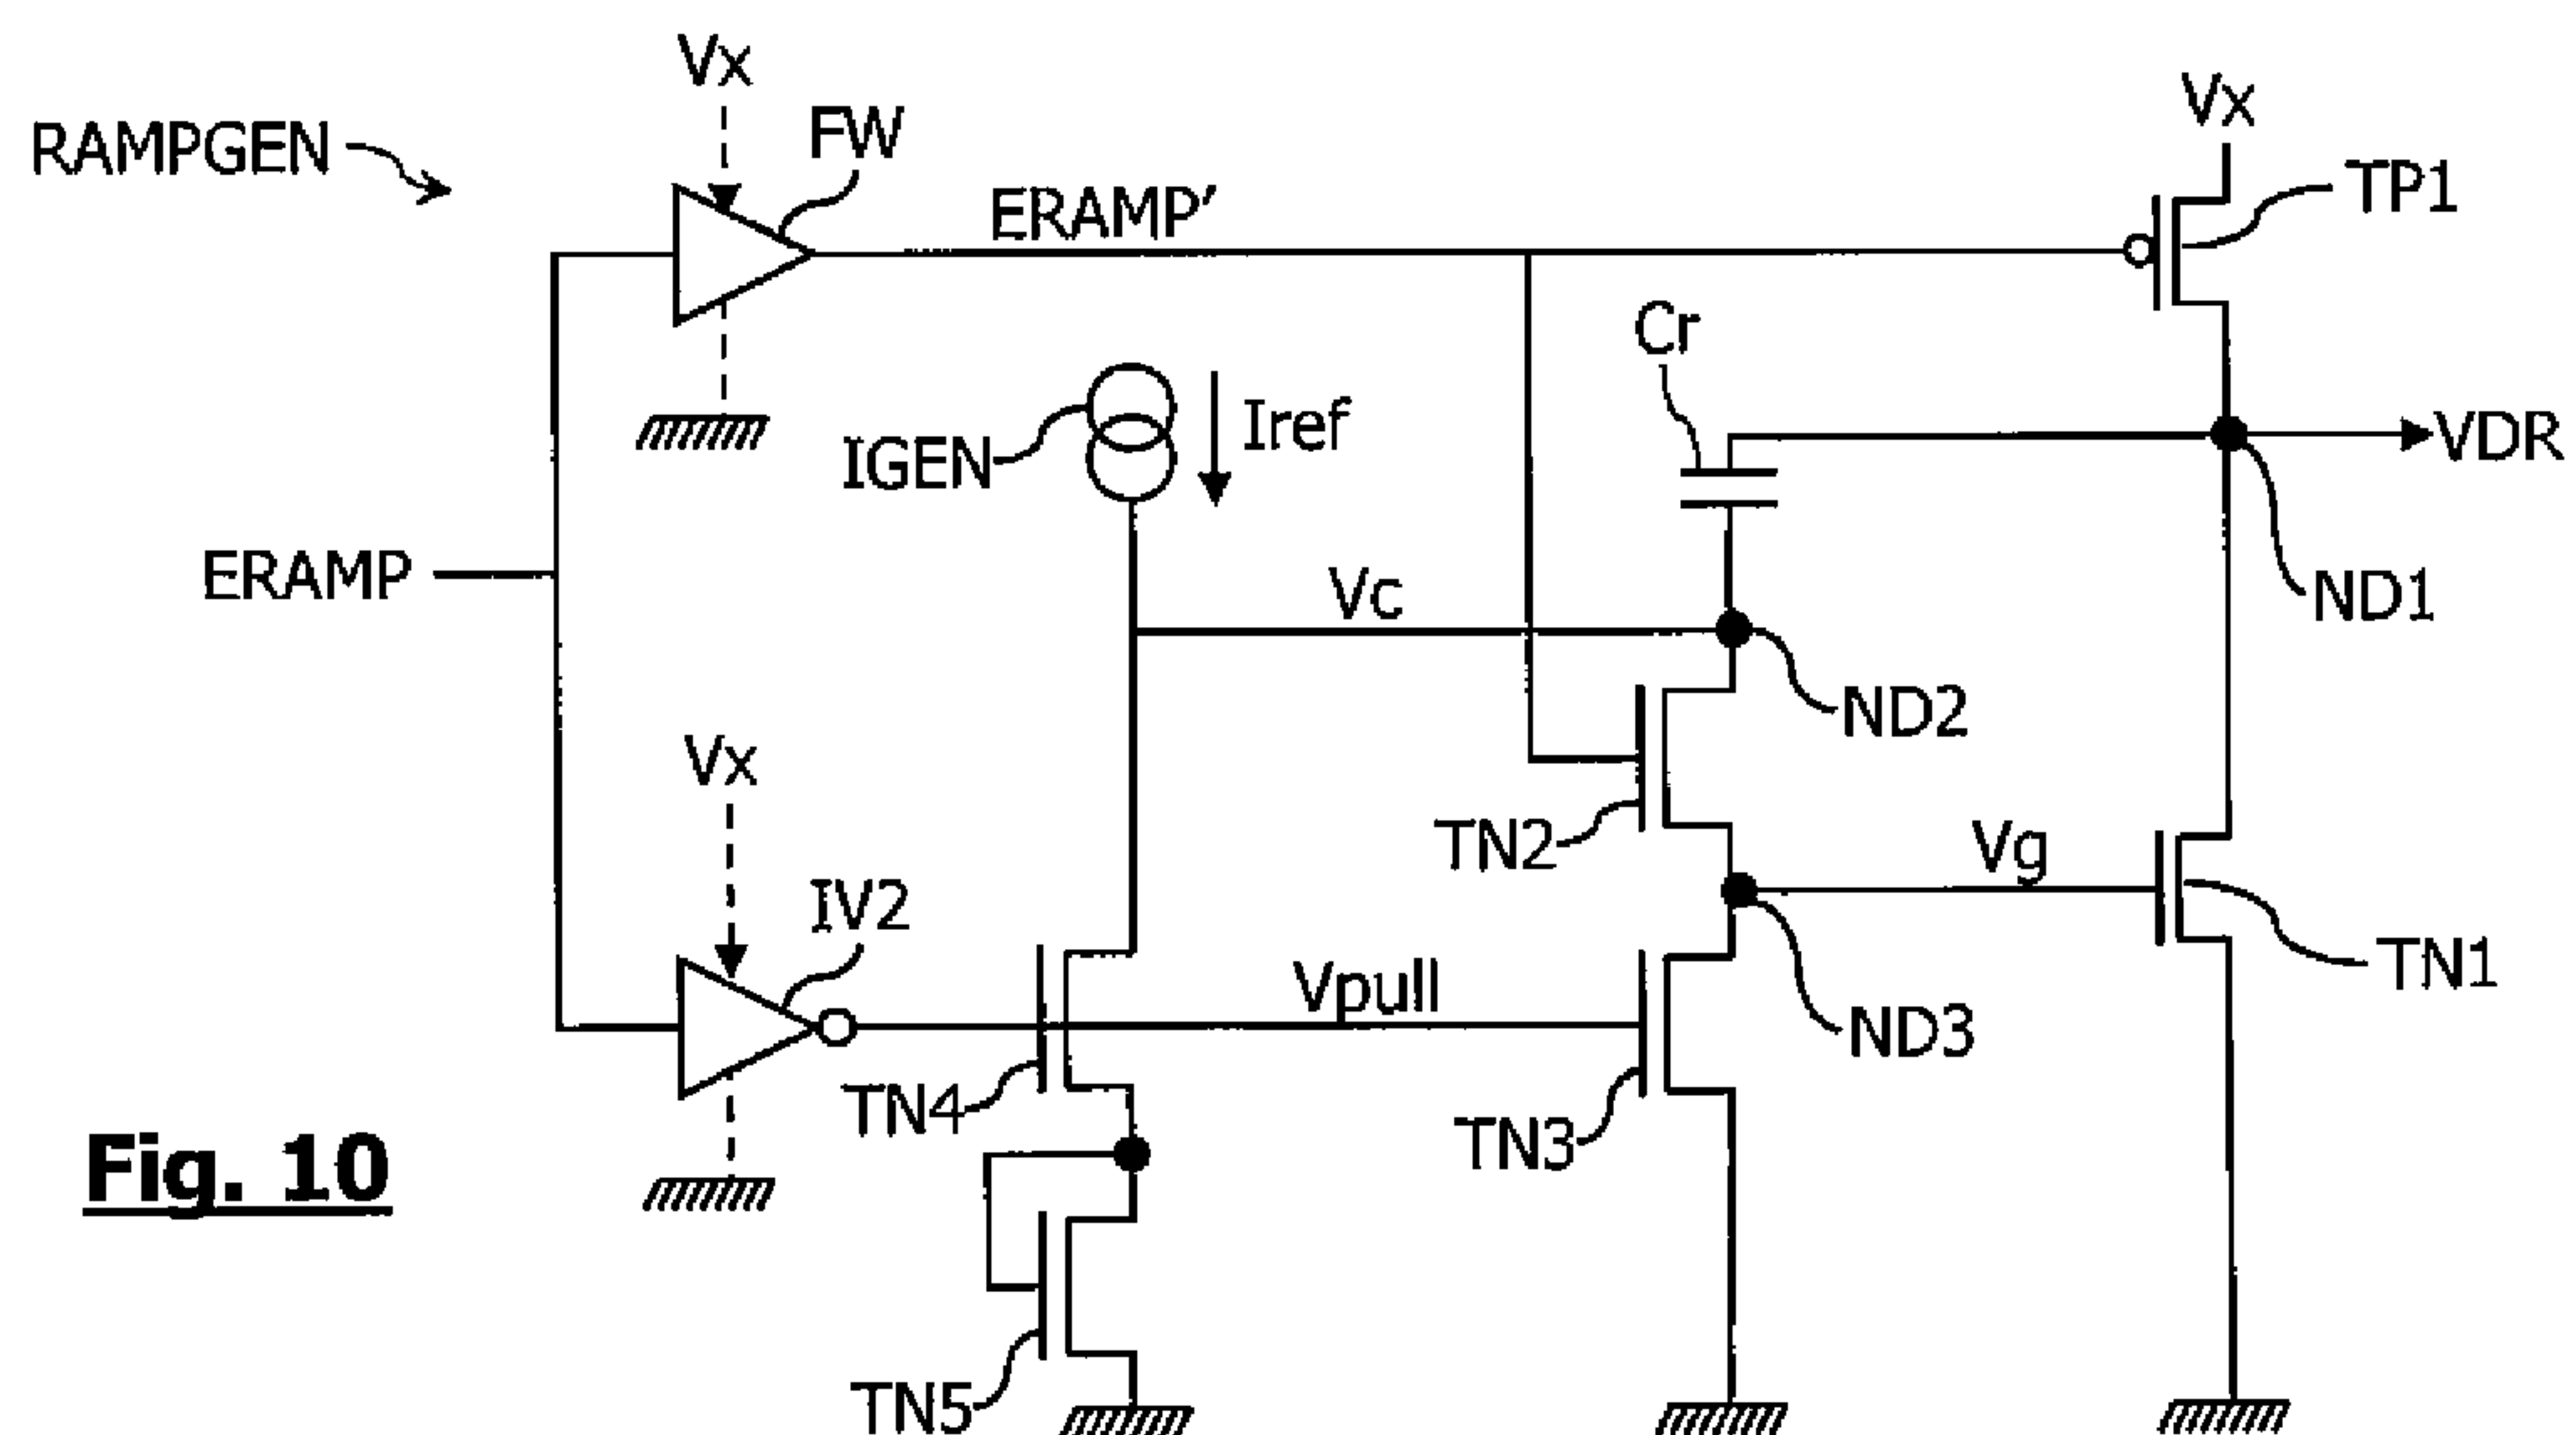 Vx
FW
Vx
RAMPGEN
TP1
ERAMP'
Cr
Iref
IGEN
VDR
ERAMP
Vc
ND1
ND2
Vx
TN2
Vg
IV2
Vpull
TN1
ND3
TN4
TN3
Fig. 10
TN5